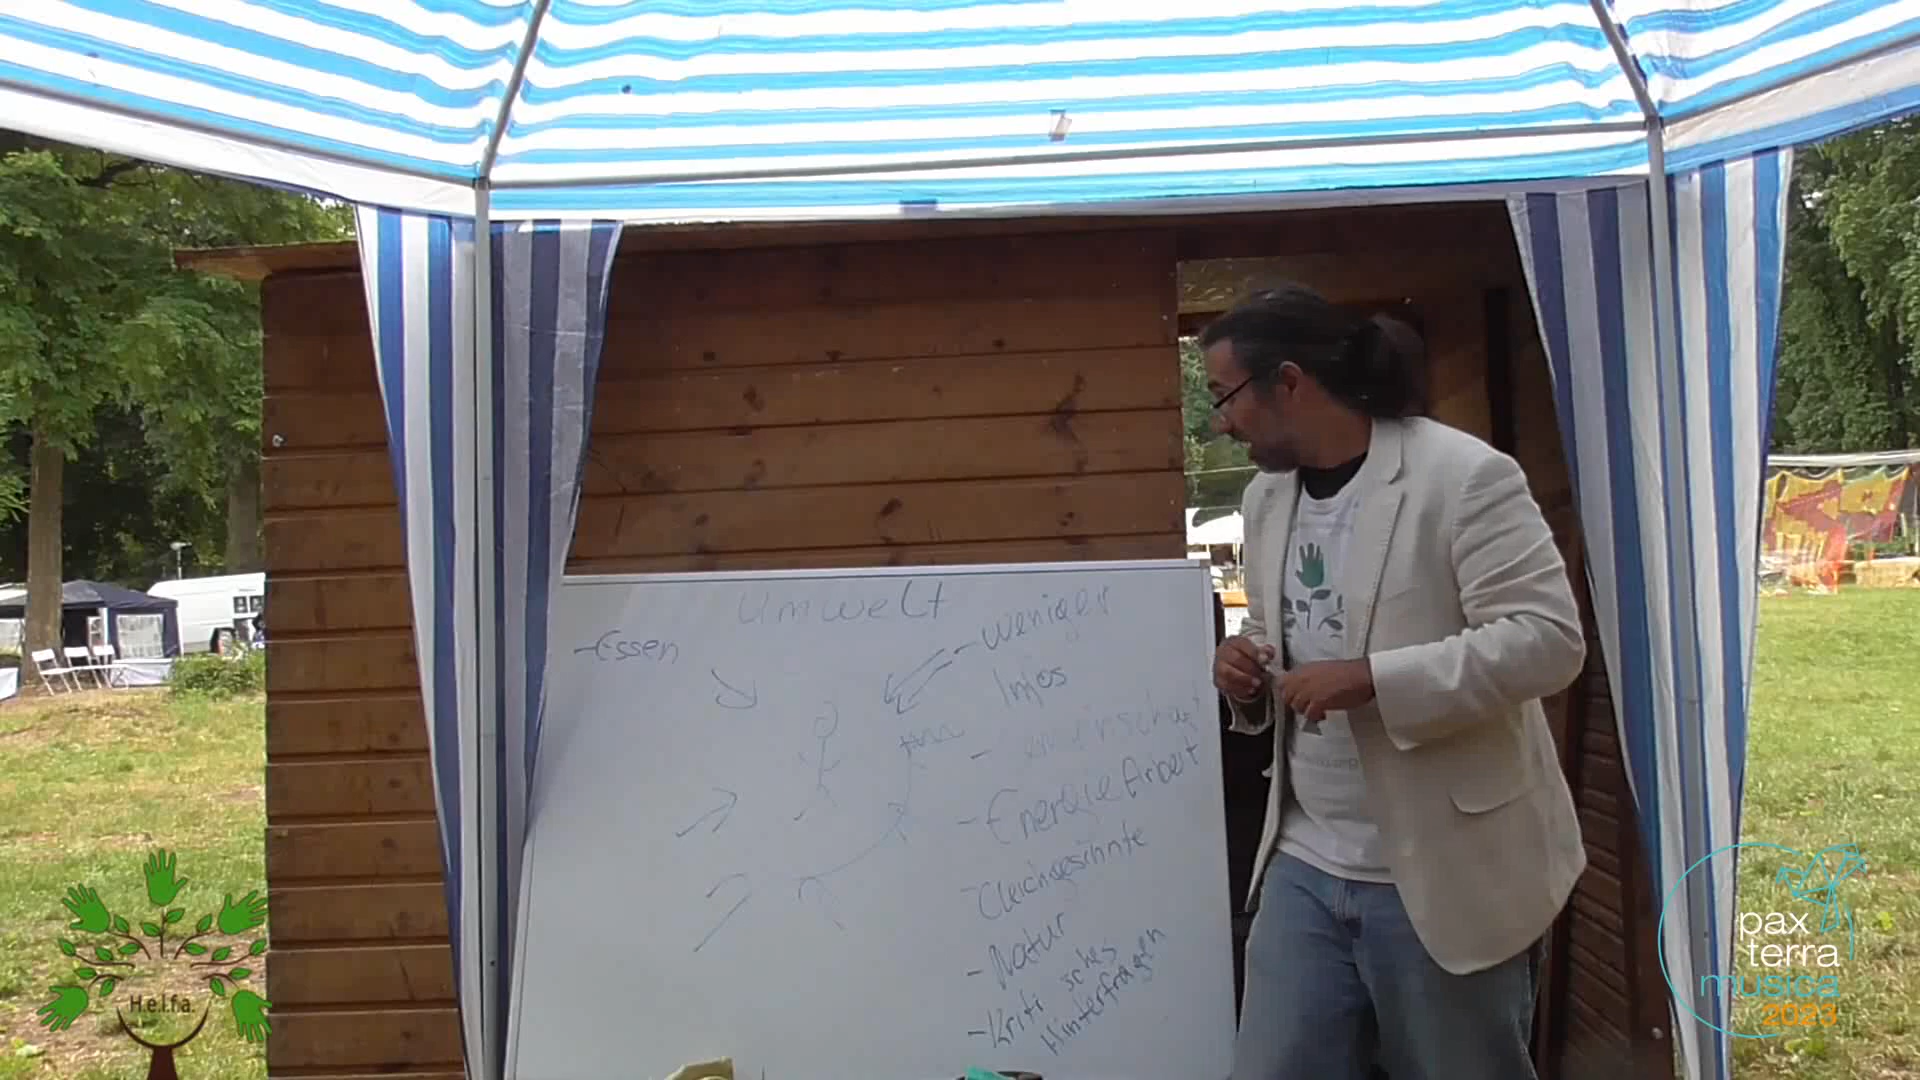 Umwelt
-Essen
-weniger
Infos
-
-Energie Arbeit
-Gleichgesinnte
-Natur
-Kritisches
Hinterfragen
H.e.l.f.a.
pax
terra
musica
2023